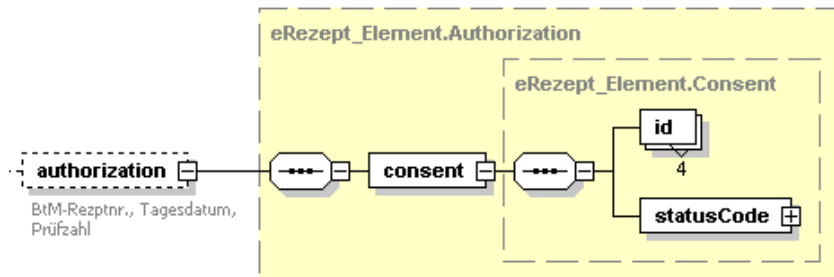 eRezept_Element.Authorization
eRezept_Element.Consent
id
4
authorization
consent
BtM-Rezptnr., Tagesdatum,
Prüfzahl
statusCode